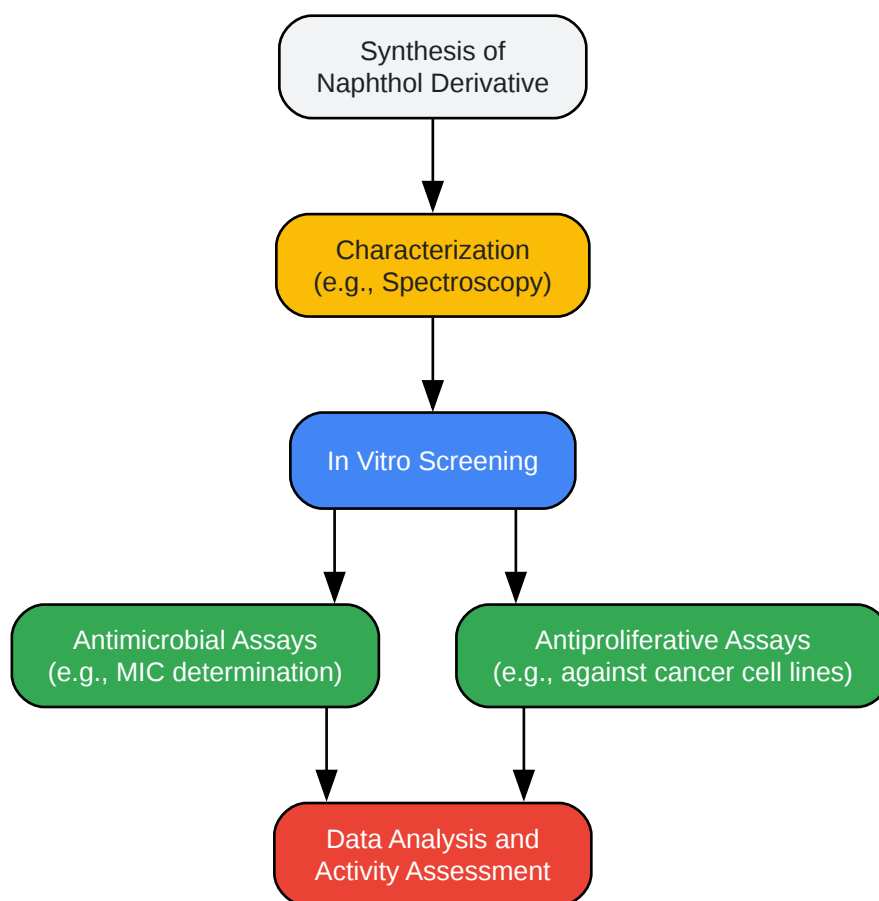 Synthesis of
Naphthol Derivative
Characterization
(e.g., Spectroscopy)
In Vitro Screening
Antimicrobial Assays
(e.g., MIC determination)
Antiproliferative Assays
(e.g., against cancer cell lines)
Data Analysis and
Activity Assessment